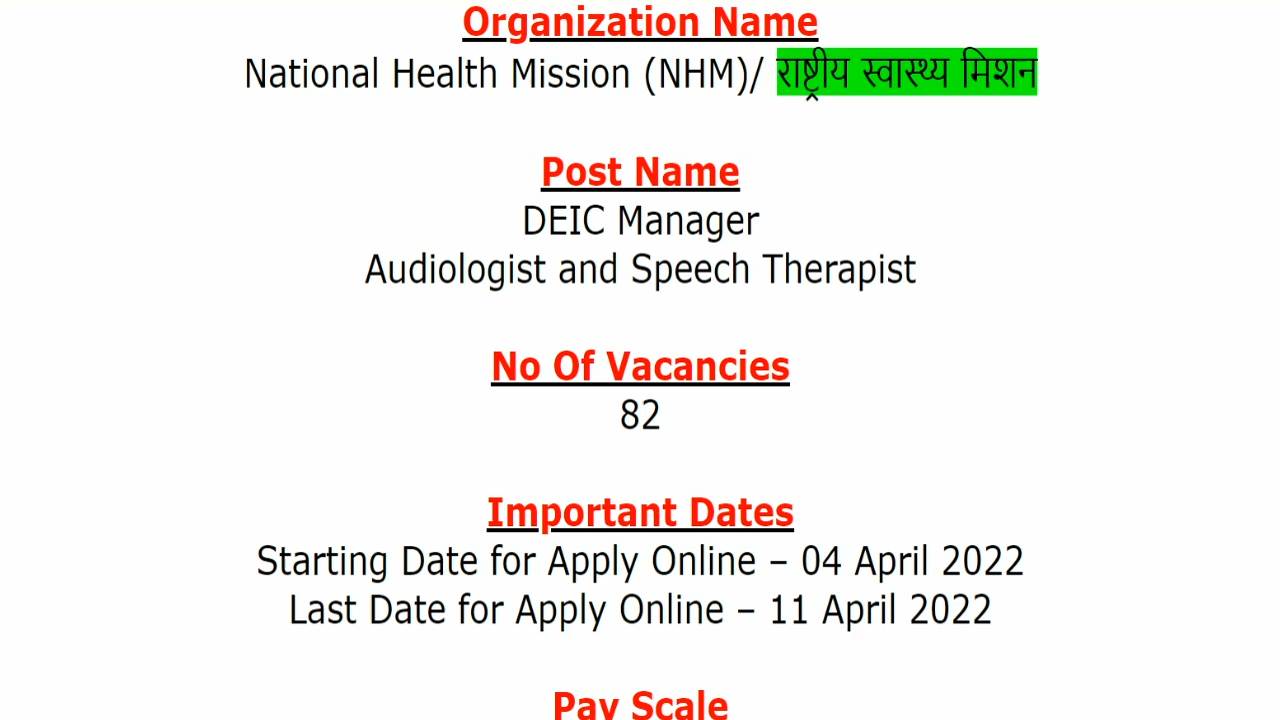 Organization Name
National Health Mission (NHM)/ राष्ट्रीय स्वास्थ्य मिशन
Post Name
DEIC Manager
Audiologist and Speech Therapist
No Of Vacancies
82
Important Dates
Starting Date for Apply Online – 04 April 2022
Last Date for Apply Online – 11 April 2022
Pay Scale